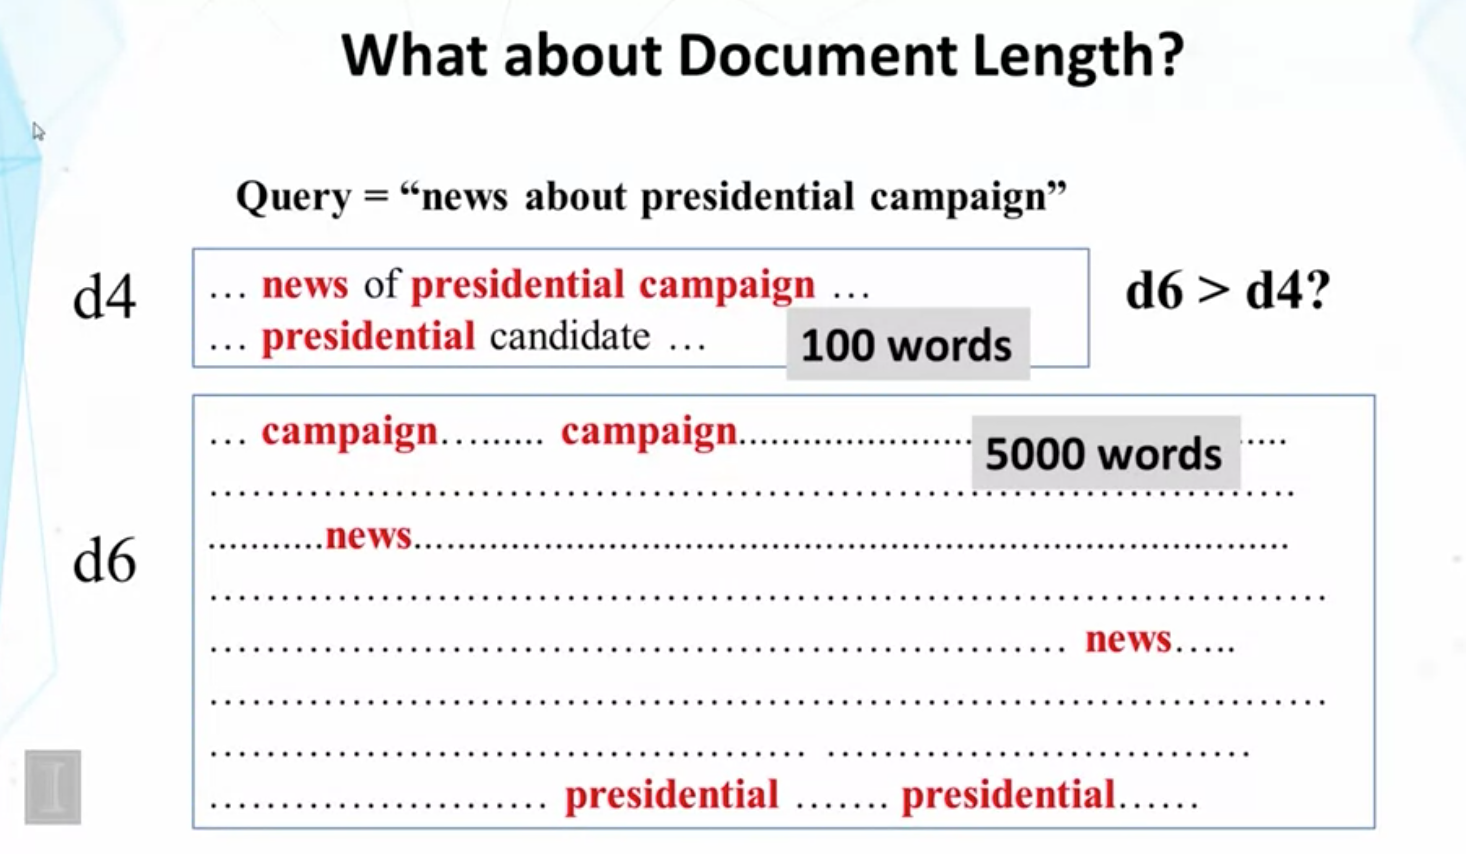 What about Document Length?
Query = “news about presidential campaign”
d4
… news of presidential campaign …
… presidential candidate …
100 words
d6 > d4?
d6
… campaign…...... campaign..........................
5000 words
...........news...............................................................................
................................................................ news…..
......................... presidential ....... presidential......
I